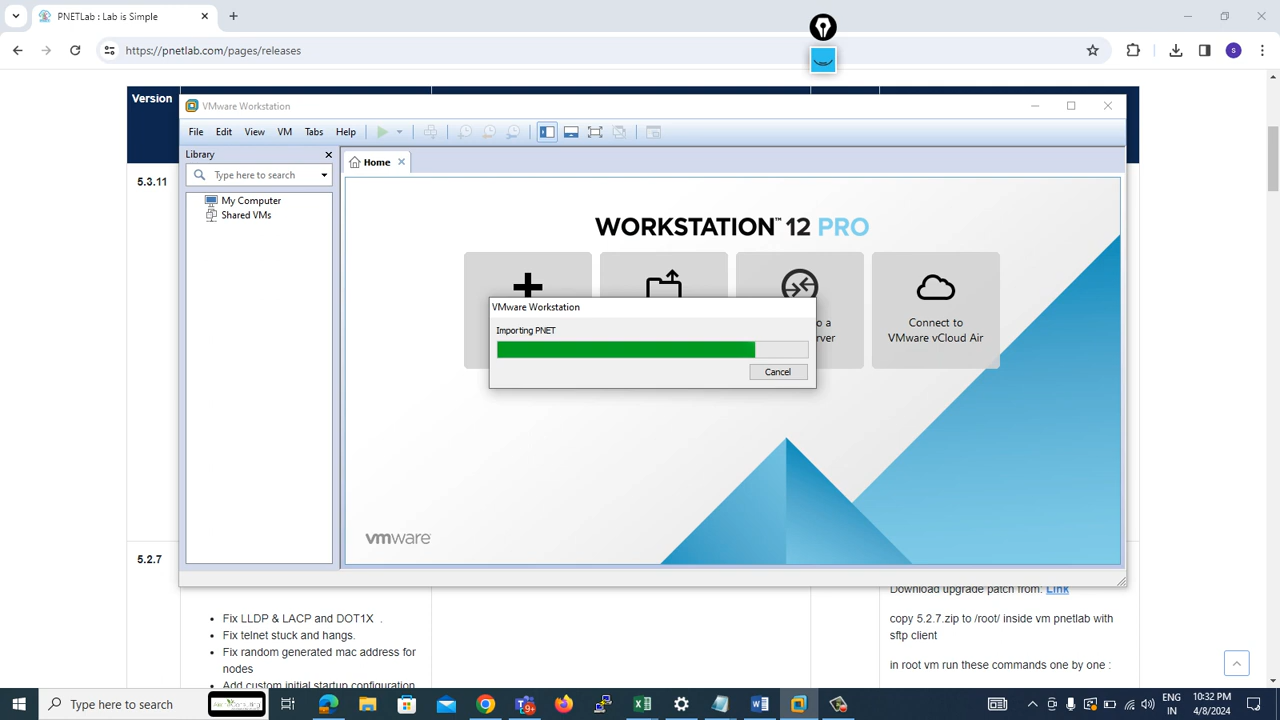 PNETLab : Lab is Simple
https://pnetlab.com/pages/releases
S
Version
VMware Workstation
File Edit View VM Tabs Help
Library
Type here to search
My Computer
Shared VMs
Home
WORKSTATION™ 12 PRO
Connect to
VMware vCloud Air
VMware Workstation
Importing PNET
Cancel
vmware
5.3.11
5.2.7
Fix LLDP & LACP and DOT1X .
Fix telnet stuck and hangs.
Fix random generated mac address for
nodes
Add custom initial startup configuration
Download upgrade patch from: Link
copy 5.2.7.zip to /root/ inside vm pnetlab with
sftp client
in root vm run these commands one by one :
Type here to search
ENG
IN
10:32 PM
4/8/2024